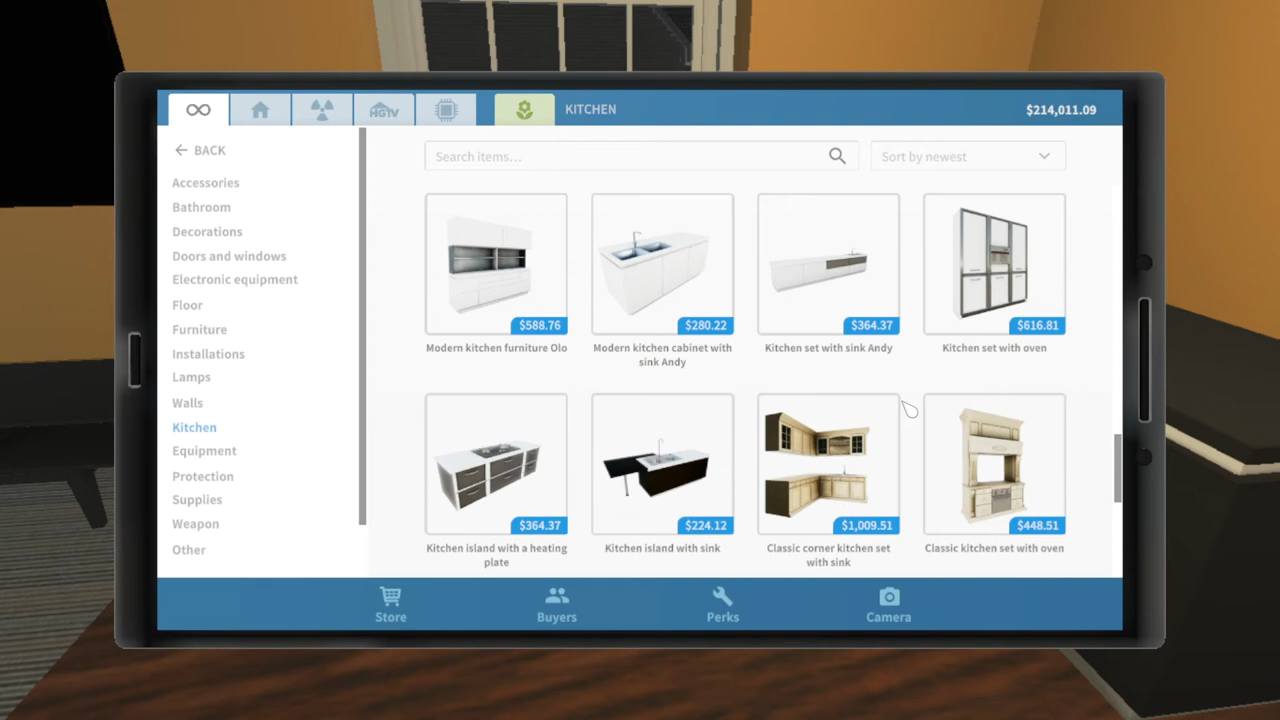 HGTV
KITCHEN
$214,011.09
BACK
Search items...
Sort by newest
Accessories
Bathroom
Decorations
Doors and windows
Electronic equipment
Floor
Furniture
Installations
Lamps
Walls
Kitchen
Equipment
Protection
Supplies
Weapon
Other
$588.76
Modern kitchen furniture Olo
$280.22
Modern kitchen cabinet with
sink Andy
$364.37
Kitchen set with sink Andy
$616.81
Kitchen set with oven
$364.37
Kitchen island with a heating
plate
$224.12
Kitchen island with sink
$1,009.51
Classic corner kitchen set
with sink
$448.51
Classic kitchen set with oven
Store
Buyers
Perks
Camera